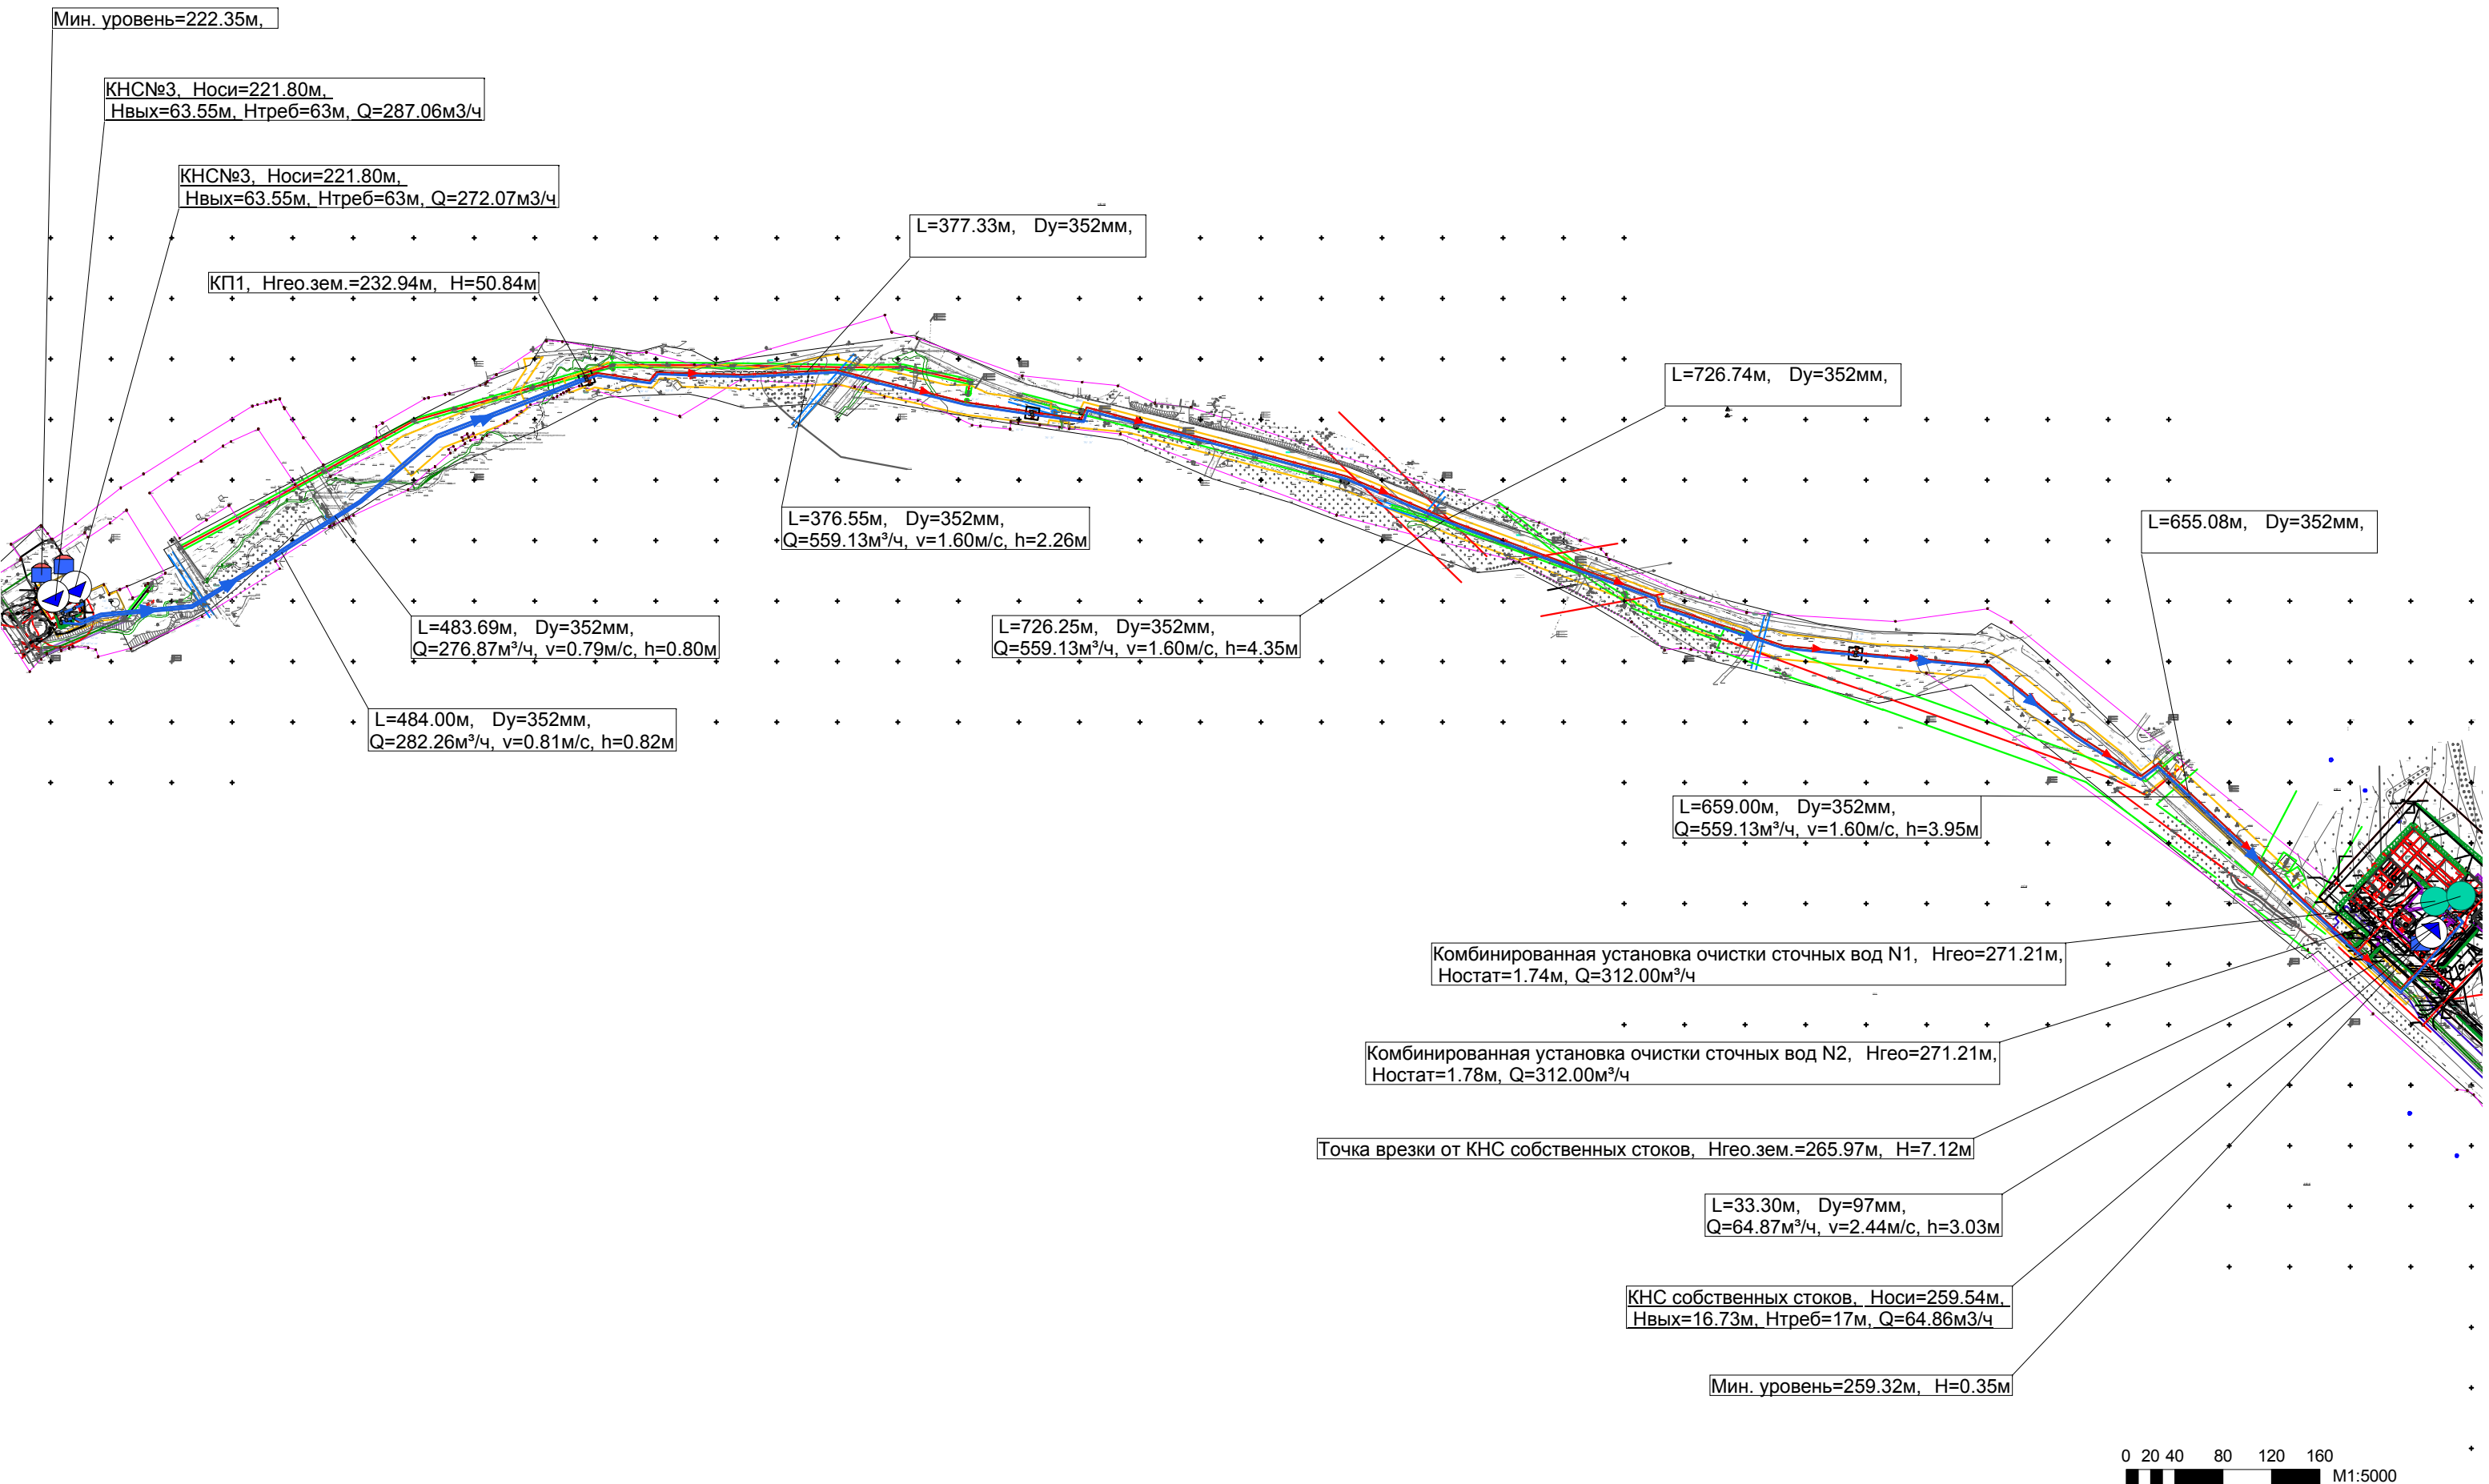 Мин. уровень=222.35м,
КНС№3, Носи=221.80м,
Нвых=63.55м, Нтреб=63м, Q=287.06м3/ч
КНС№3, Носи=221.80м,
Нвых=63.55м, Нтреб=63м, Q=272.07м3/ч
L=377.33м, Dy=352мм,
КП1, Нгео.зем.=232.94м, Н=50.84м
L=726.74м, Dy=352мм,
L=376.55м, Dy=352мм,
Q=559.13м³/ч, v=1.60м/с, h=2.26м
L=655.08м, Dy=352мм,
L=483.69м, Dy=352мм,
Q=276.87м³/ч, v=0.79м/с, h=0.80м
L=726.25м, Dy=352мм,
Q=559.13м³/ч, v=1.60м/с, h=4.35м
L=484.00м, Dy=352мм,
Q=282.26м³/ч, v=0.81м/с, h=0.82м
L=659.00м, Dy=352мм,
Q=559.13м³/ч, v=1.60м/с, h=3.95м
Комбинированная установка очистки сточных вод N1, Нгео=271.21м,
Ностат=1.74м, Q=312.00м³/ч
Комбинированная установка очистки сточных вод N2, Нгео=271.21м,
Ностат=1.78м, Q=312.00м³/ч
Точка врезки от КНС собственных стоков, Нгео.зем.=265.97м, Н=7.12м
L=33.30м, Dy=97мм,
Q=64.87м³/ч, v=2.44м/с, h=3.03м
КНС собственных стоков, Носи=259.54м,
Нвых=16.73м, Нтреб=17м, Q=64.86м3/ч
Мин. уровень=259.32м, Н=0.35м
0 20 40 80 120 160
М1:5000